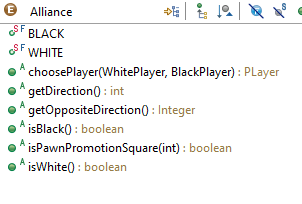 Alliance
BLACK
WHITE
choosePlayer(WhitePlayer, BlackPlayer) : PLayer
getDirection() : int
getOppositeDirection() : Integer
isBlack() : boolean
isPawnPromotionSquare(int) : boolean
isWhite() : boolean